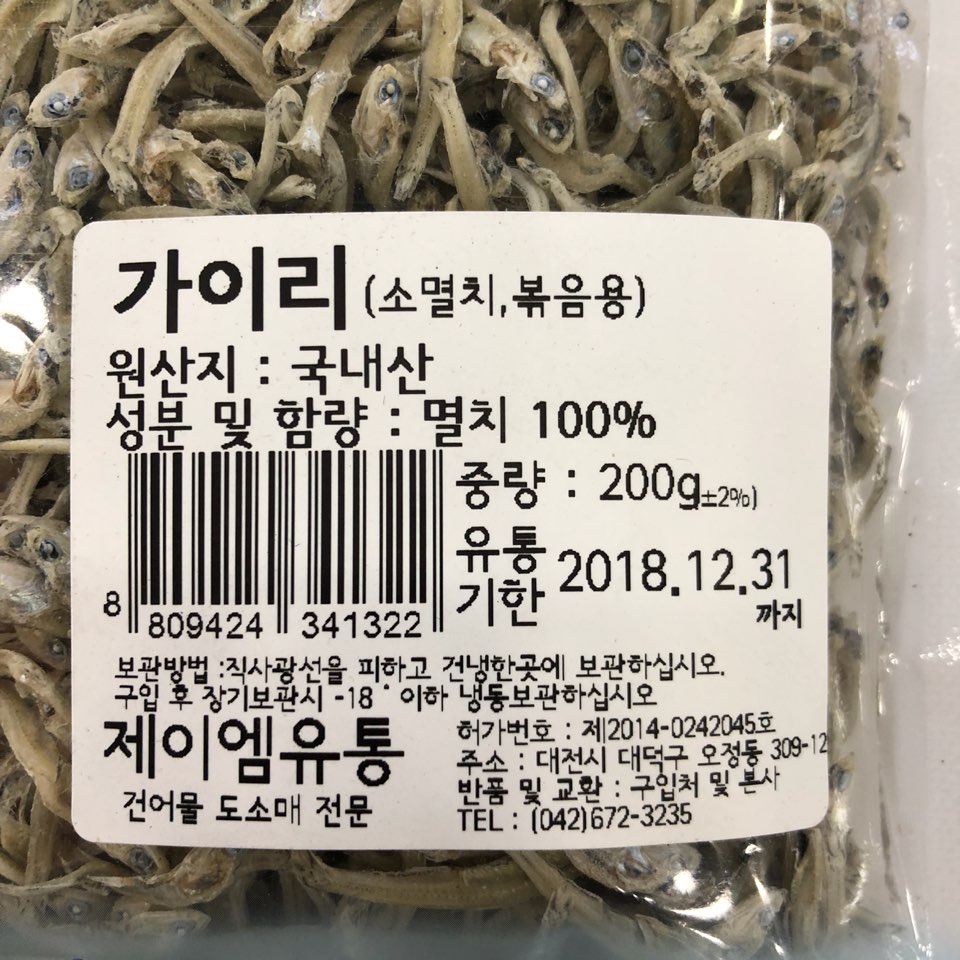 가이리 (소멸치,볶음용)
원산지 : 국내산
성분 및 함량 : 멸치 100%
중량 : 200g±2%)
유통기한 2018.12.31 까지
8 809424 341322
보관방법 :직사광선을 피하고 건냉한곳에 보관하십시오.
구입 후 장기보관시 -18˚ 이하 냉동보관하십시오
제이엠유통
건어물 도소매 전문
허가번호 : 제2014-0242045호
주소 : 대전시 대덕구 오정동 309-12
반품 및 교환 : 구입처 및 본사
TEL : (042)672-3235